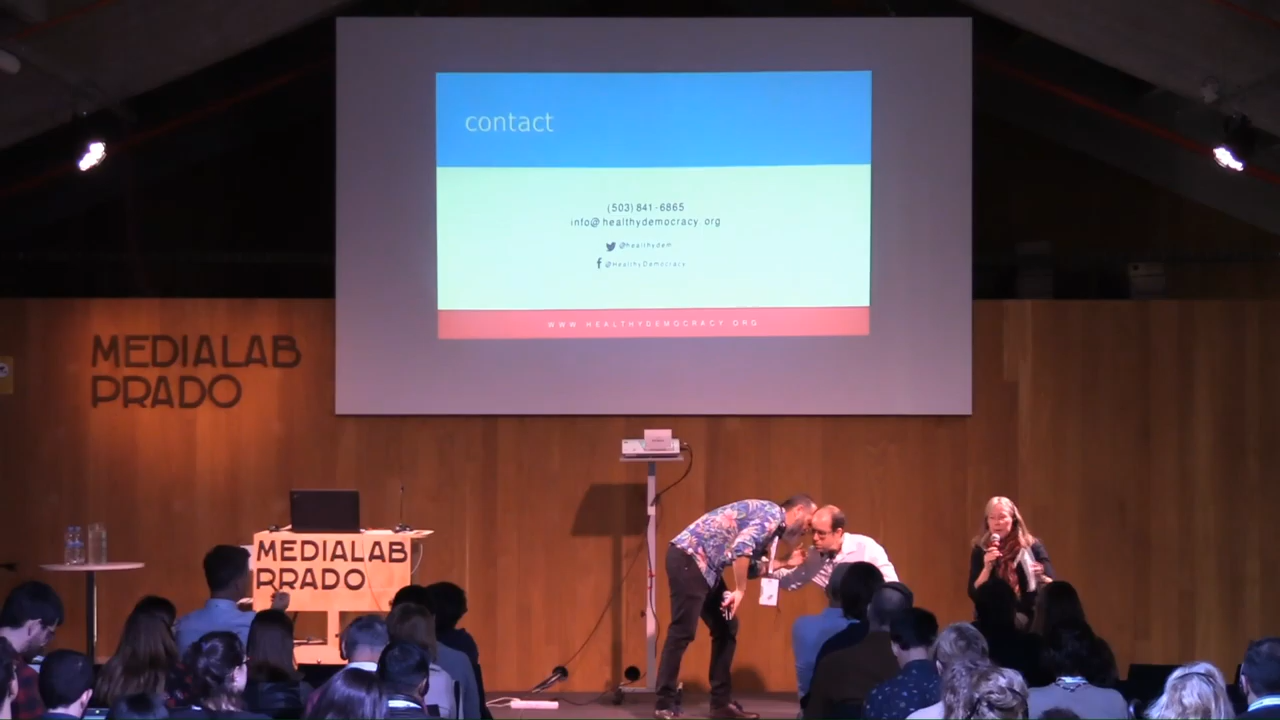 contact
(503) 841-6865
info@healthydemocracy.org
@healthydem
@HealthyDemocracy
WWW.HEALTHYDEMOCRACY.ORG
MEDIALAB
PRADO
MEDIALAB
PRADO